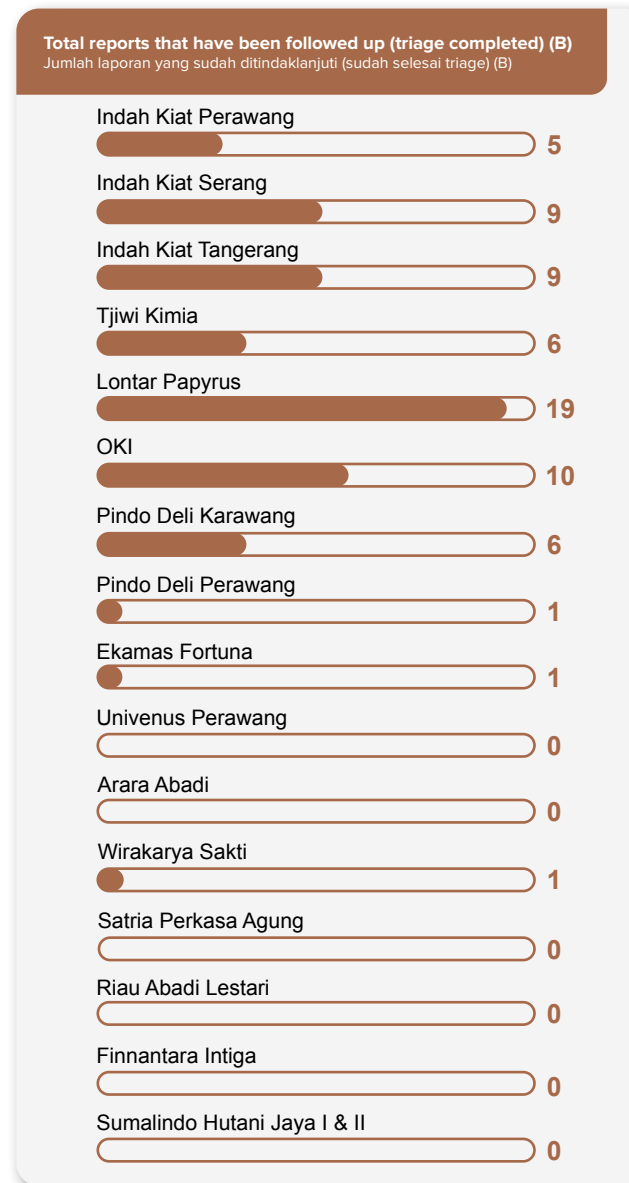 Total reports that have been followed up (triage completed) (B)
Jumlah laporan yang sudah ditindaklanjuti (sudah selesai triage) (B)
Indah Kiat Perawang
5
Indah Kiat Serang
9
Indah Kiat Tangerang
9
Tjiwi Kimia
6
Lontar Papyrus
19
OKI
10
Pindo Deli Karawang
6
Pindo Deli Perawang
1
Ekamas Fortuna
1
Univenus Perawang
0
Arara Abadi
0
Wirakarya Sakti
1
Satria Perkasa Agung
0
Riau Abadi Lestari
0
Finnantara Intiga
0
Sumalindo Hutani Jaya I & II
0